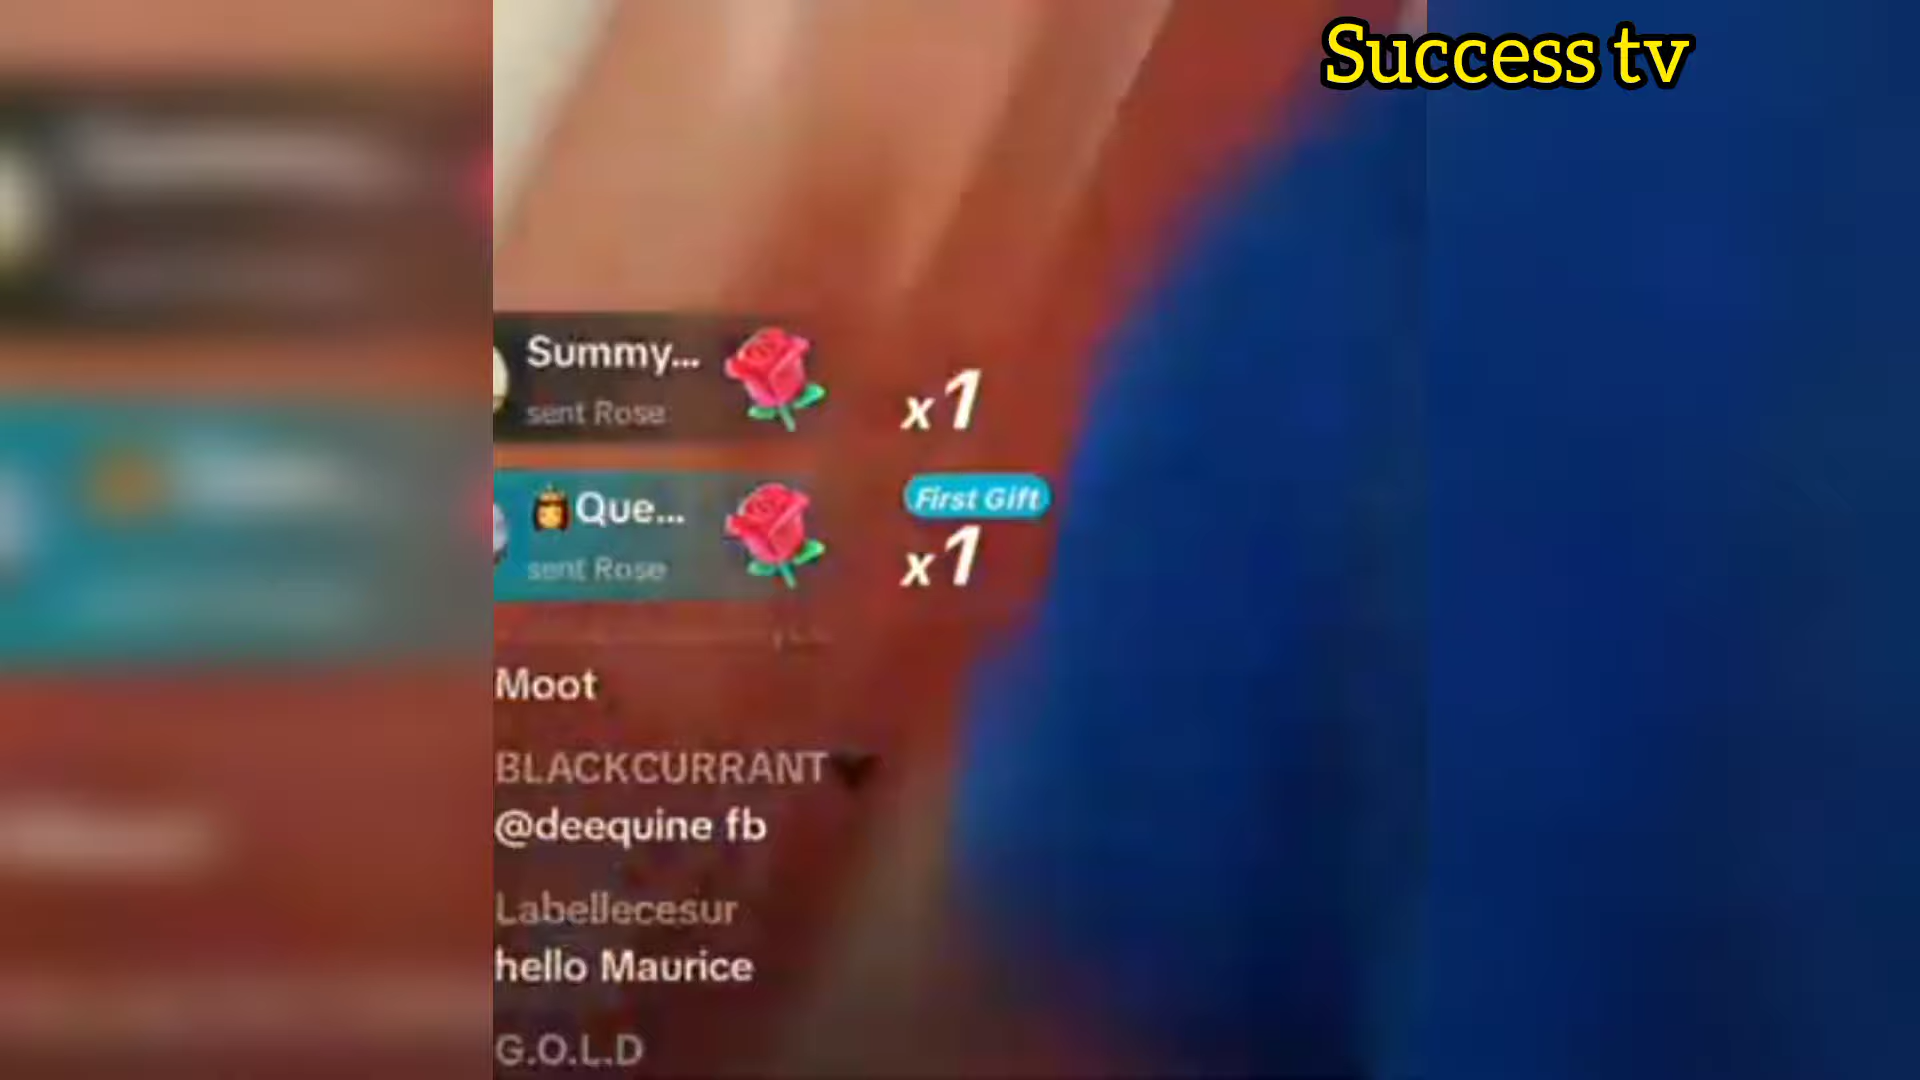 Success tv
Summy...
sent Rose
x1
👸Que...
sent Rose
First Gift
x1
Moot
BLACKCURRANT🖤
@deequine fb
Labellecesur
hello Maurice
G.O.L.D